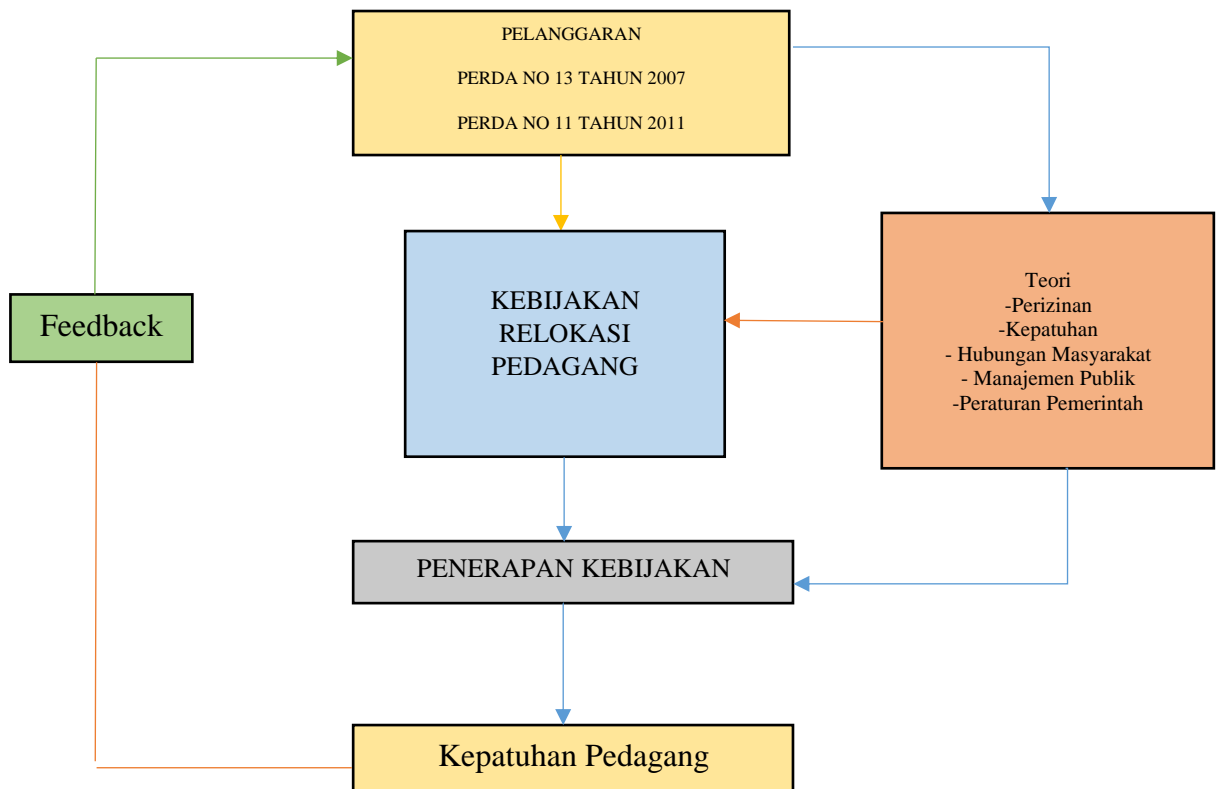 PELANGGARAN
PERDA NO 13 TAHUN 2007
PERDA NO 11 TAHUN 2011
KEBIJAKAN
RELOKASI
PEDAGANG
Teori
-Perizinan
-Kepatuhan
- Hubungan Masyarakat
- Manajemen Publik
-Peraturan Pemerintah
Feedback
PENERAPAN KEBIJAKAN
Kepatuhan Pedagang